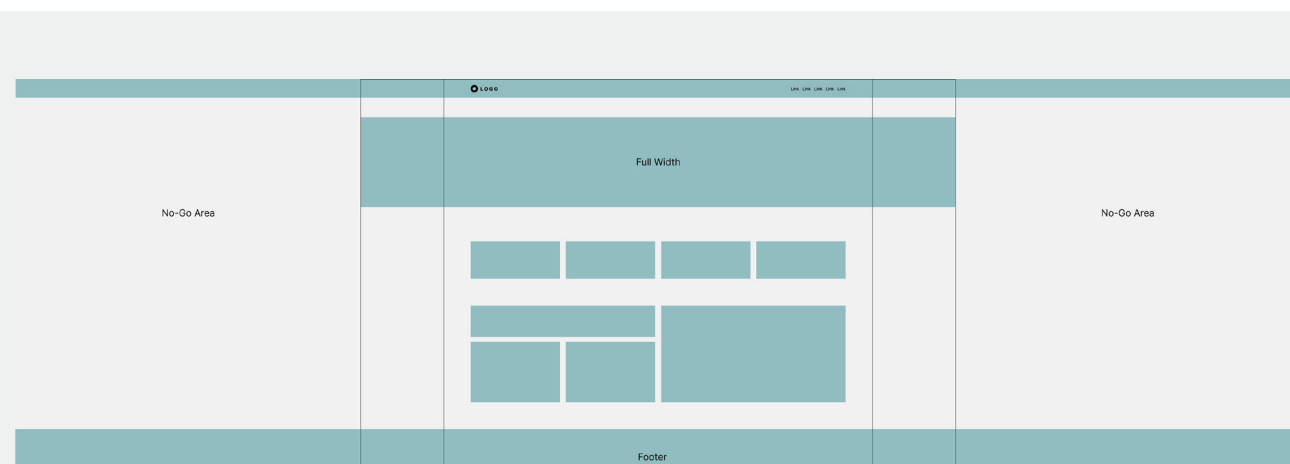 LOGO
Link Link Link Link Link
Full Width
No-Go Area
No-Go Area
Footer